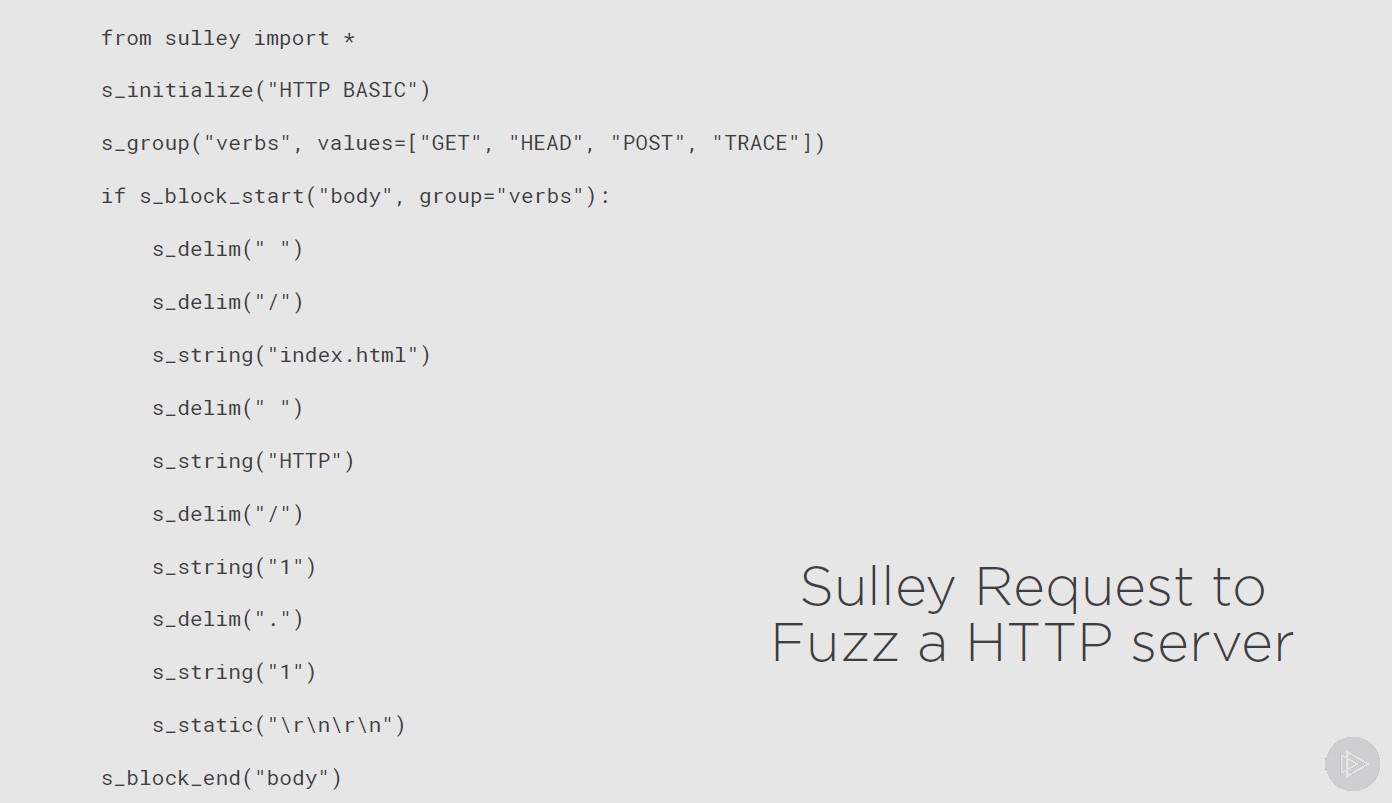 from sulley import *
s_initialize("HTTP BASIC")
s_group("verbs", values=["GET", "HEAD", "POST", "TRACE"])
if s_block_start("body", group="verbs"):
    s_delim(" ")
    s_delim("/")
    s_string("index.html")
    s_delim(" ")
    s_string("HTTP")
    s_delim("/")
    s_string("1")
    s_delim(".")
    s_string("1")
    s_static("\r\n\r\n")
s_block_end("body")
Sulley Request to
Fuzz a HTTP server